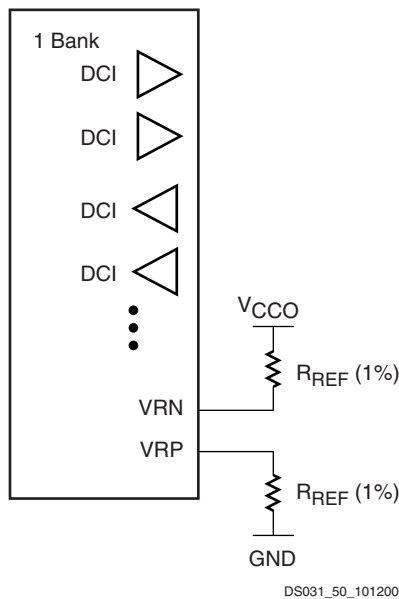 1 Bank
DCI
DCI
DCI
DCI
VCCO
RREF (1%)
VRN
VRP
RREF (1%)
GND
DS031_50_101200